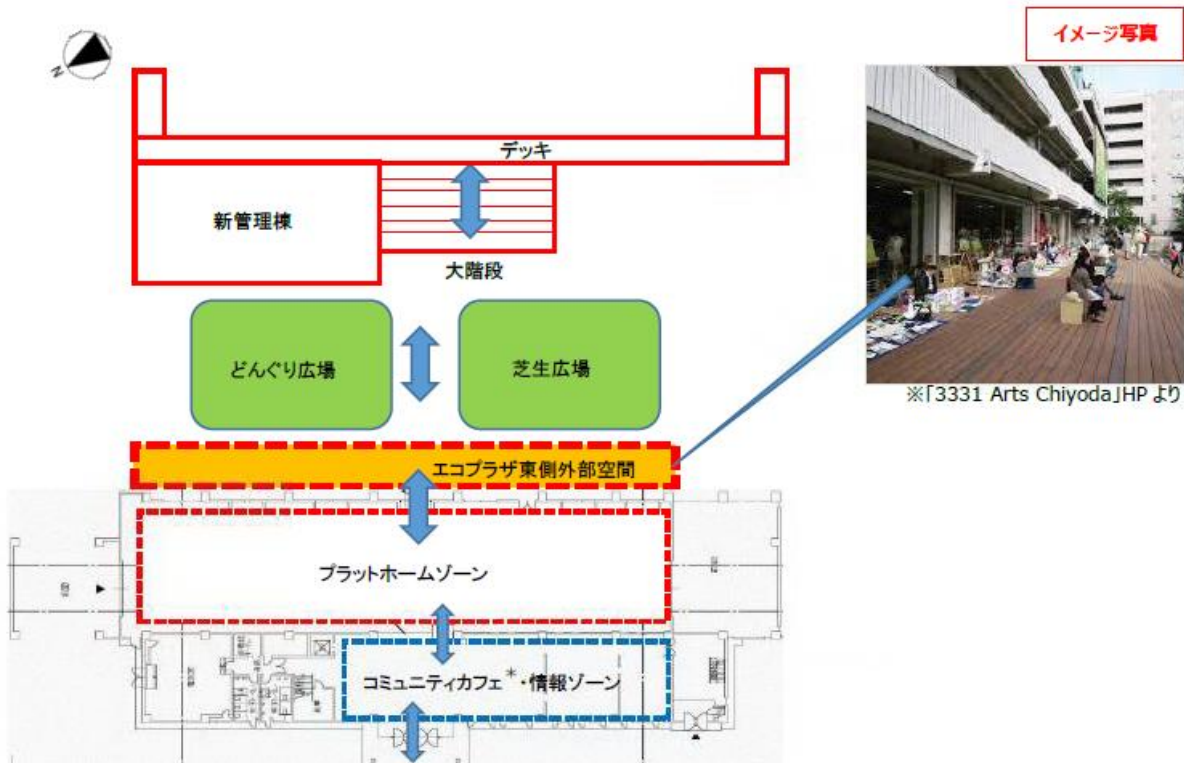 イメージ写真
N
デッキ
新管理棟
大階段
どんぐり広場
芝生広場
※「3331 Arts Chiyoda」HP より
エコプラザ東側外部空間
プラットホームゾーン
コミュニティカフェ*・情報ゾーン